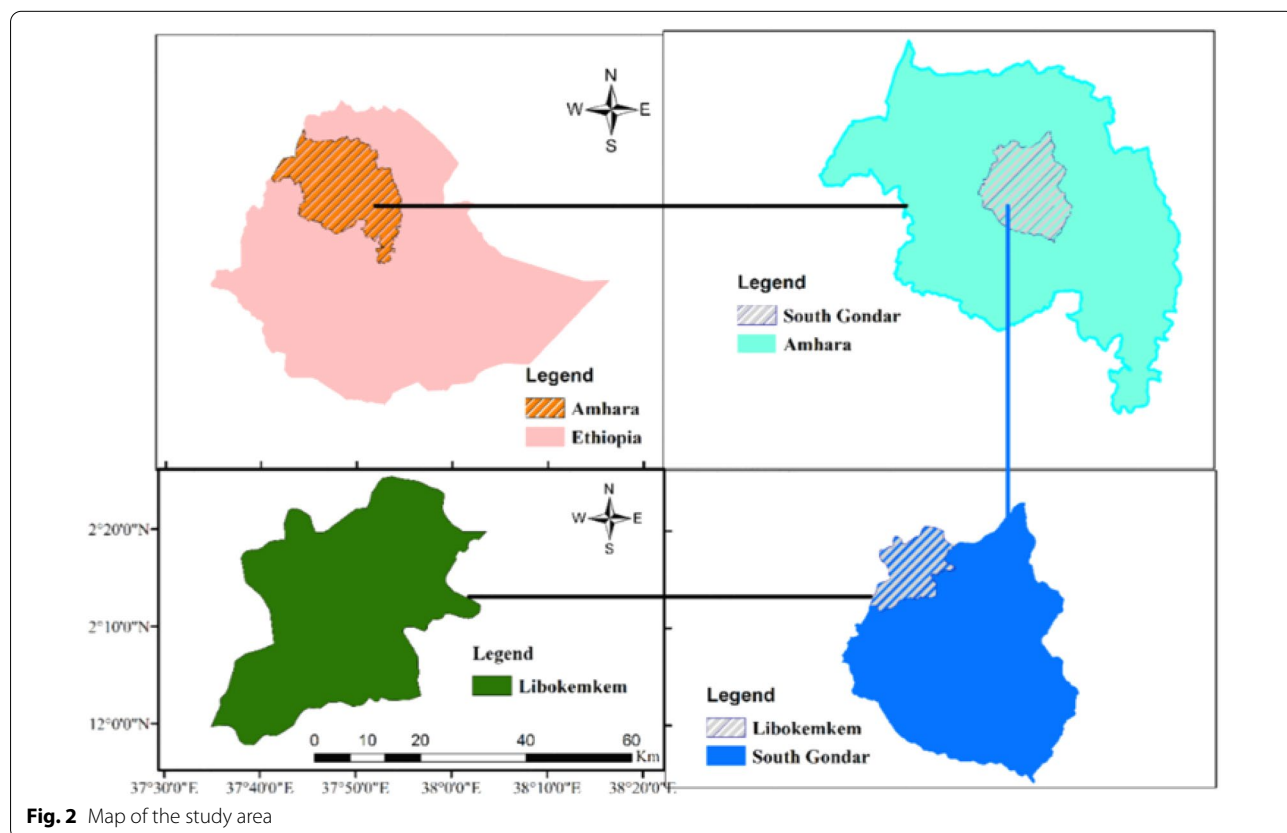 N
W E
S
Legend
Amhara
Ethiopia
Legend
South Gondar
Amhara
N
W E
S
2°20'0"N
2°10'0"N
12°0'0"N
Legend
Libokemkem
0 10 20 40 60
Km
37°30'0"E 37°40'0"E 37°50'0"E 38°0'0"E 38°10'0"E 38°20'0"E
Legend
Libokemkem
South Gondar
Fig. 2 Map of the study area